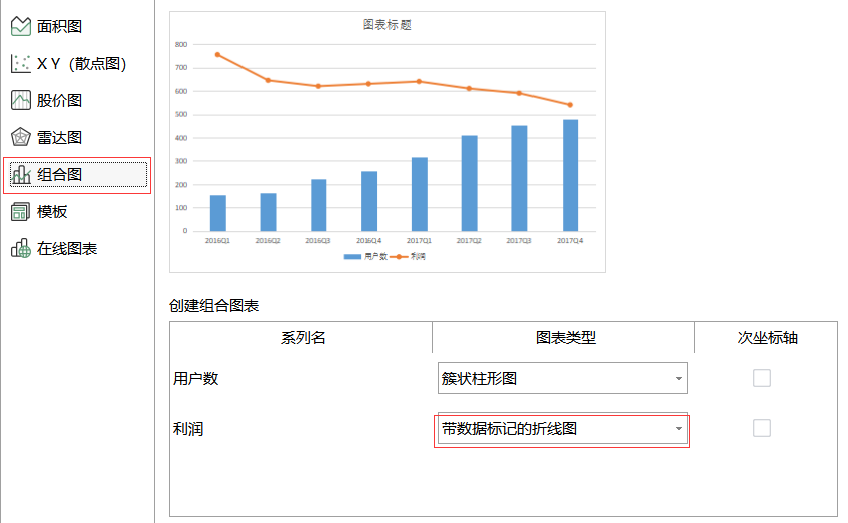 面积图
X Y（散点图）
股价图
雷达图
组合图
模板
在线图表
图表标题
800
700
600
500
400
300
200
100
0
2016Q1 2016Q2 2016Q3 2016Q4 2017Q1 2017Q2 2017Q3 2017Q4
用户数 利润
创建组合图表
系列名 图表类型 次坐标轴
用户数 簇状柱形图
利润 带数据标记的折线图